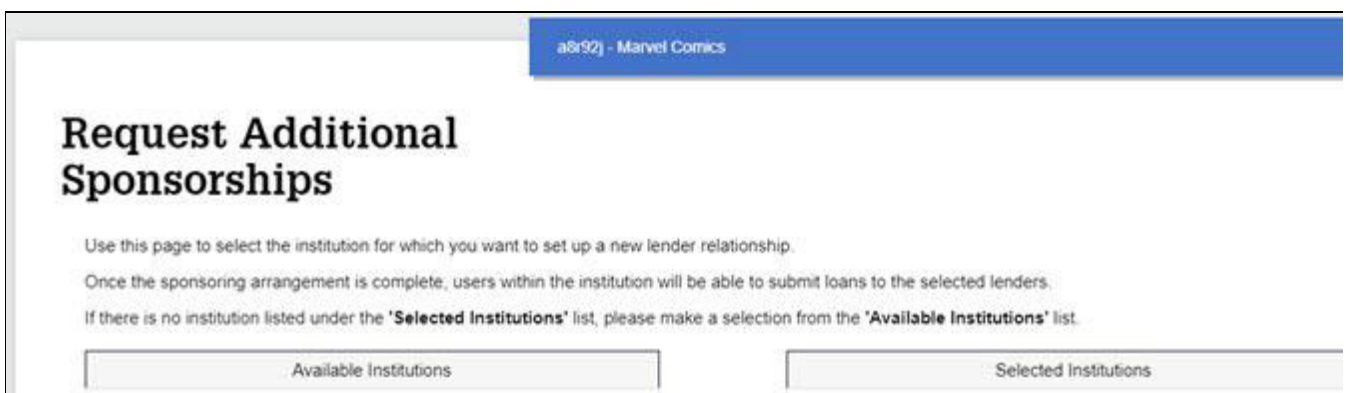 a8r92j - Marvel Comics
Request Additional
Sponsorships
Use this page to select the institution for which you want to set up a new lender relationship.
Once the sponsoring arrangement is complete, users within the institution will be able to submit loans to the selected lenders.
If there is no institution listed under the 'Selected Institutions' list, please make a selection from the 'Available Institutions' list.
Available Institutions
Selected Institutions